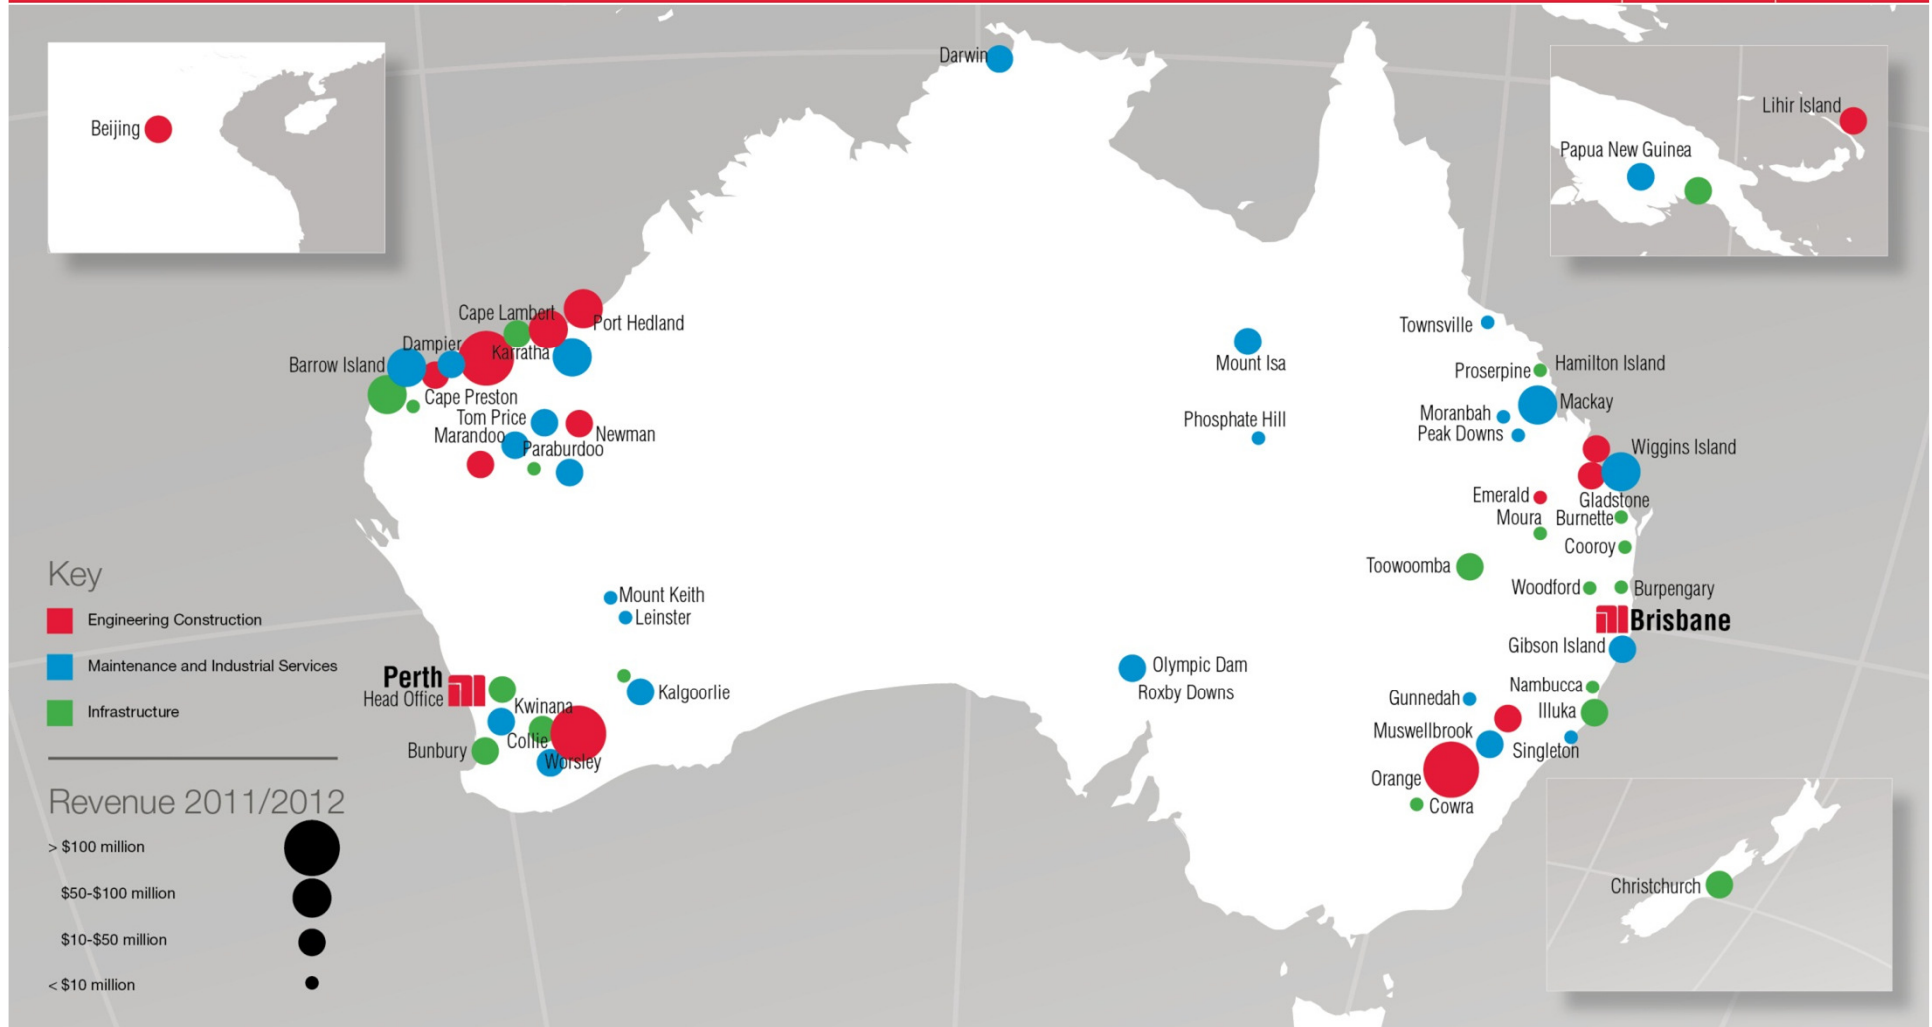 Darwin
Beijing
Lihir Island
Papua New Guinea
Cape Lambert
Port Hedland
Dampier
Karratha
Barrow Island
Cape Preston
Tom Price
Marandoo
Newman
Paraburdoo
Mount Isa
Phosphate Hill
Townsville
Proserpine
Hamilton Island
Mackay
Moranbah
Peak Downs
Wiggins Island
Emerald
Gladstone
Moura
Burnette
Cooroy
Toowoomba
Woodford
Burpengary
Brisbane
Gibson Island
Mount Keith
Leinster
Perth
Head Office
Kalgoorlie
Kwinana
Collie
Bunbury
Worsley
Olympic Dam
Roxby Downs
Nambucca
Gunnedah
Illuka
Muswellbrook
Singleton
Orange
Cowra
Christchurch
Key
Engineering Construction
Maintenance and Industrial Services
Infrastructure
Revenue 2011/2012
> $100 million
$50-$100 million
$10-$50 million
< $10 million